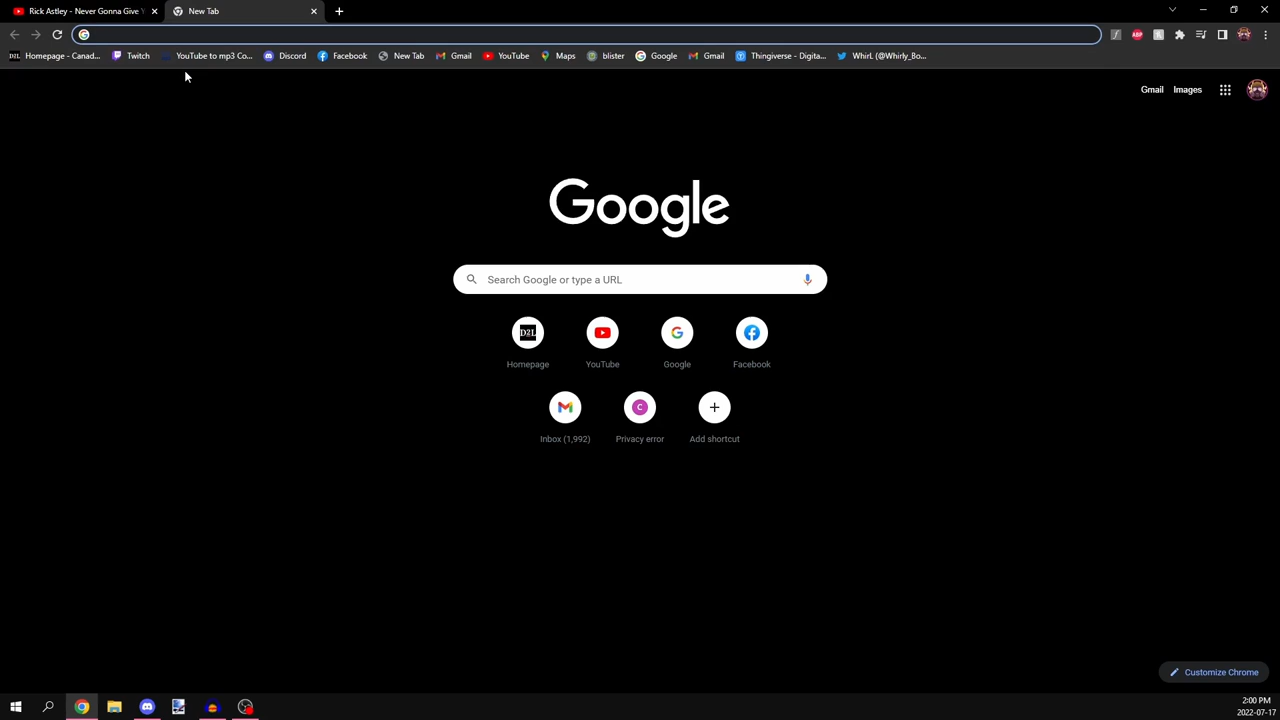 Rick Astley - Never Gonna Give Y
New Tab
Homepage - Canad...
Twitch
YouTube to mp3 Co...
Discord
Facebook
New Tab
Gmail
YouTube
Maps
blister
Google
Gmail
Thingiverse - Digita...
WhirL (@Whirly_Bo...
Gmail
Images
Google
Search Google or type a URL
D2L
Homepage
YouTube
Google
Facebook
C
Inbox (1,992)
Privacy error
Add shortcut
Customize Chrome
2:00 PM
2022-07-17